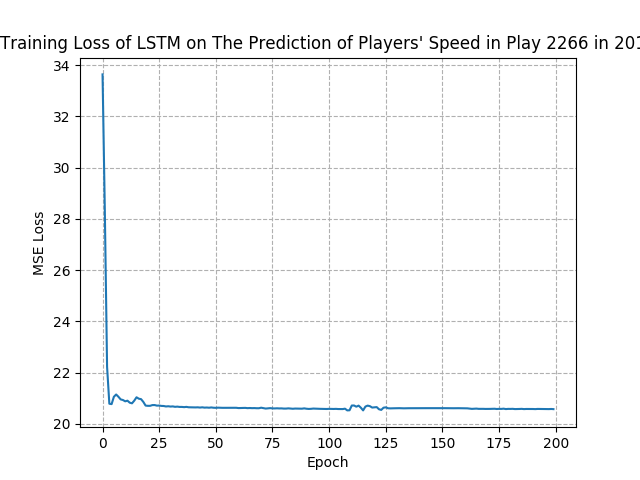 Training Loss of LSTM on The Prediction of Players' Speed in Play 2266 in 201
34
32
30
28
26
24
22
20
MSE Loss
0 25 50 75 100 125 150 175 200
Epoch